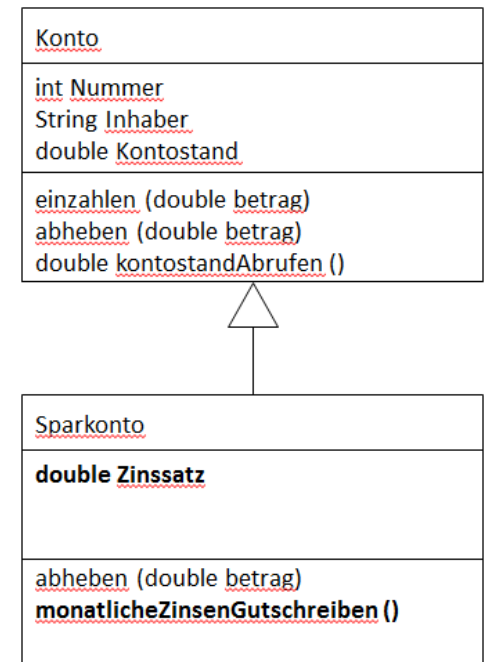 Konto
int Nummer
String Inhaber
double Kontostand
einzahlen (double betrag)
abheben (double betrag)
double kontostandAbrufen ()
Sparkonto
double Zinssatz
abheben (double betrag)
monatlicheZinsenGutschreiben ()